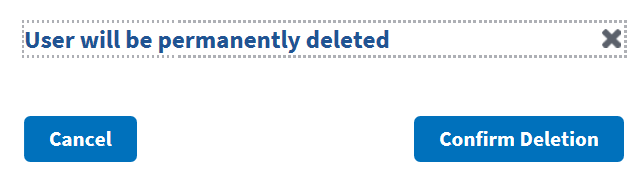 User will be permanently deleted
Cancel
Confirm Deletion